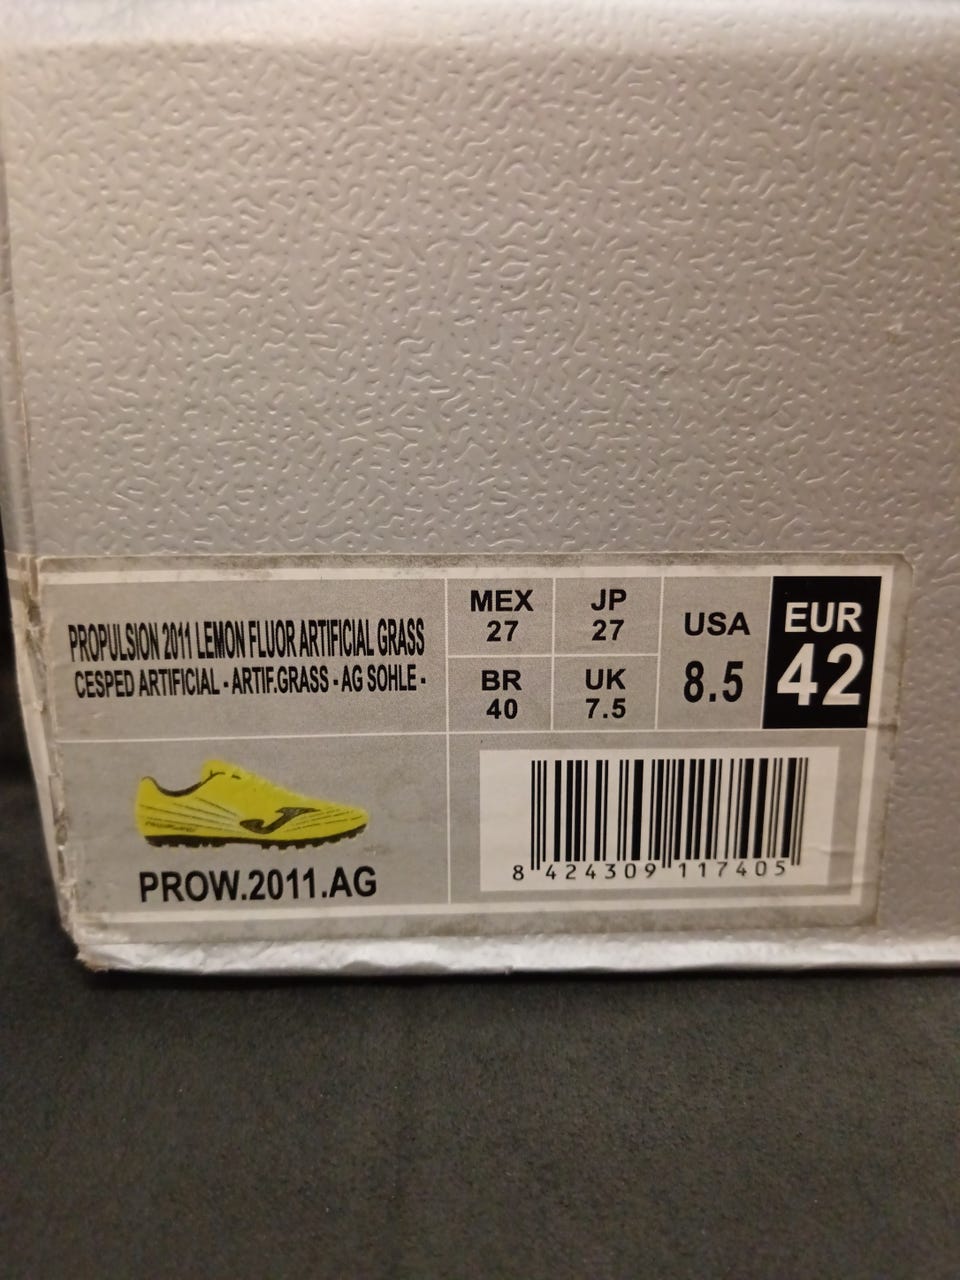 PROPULSION 2011 LEMON FLUOR ARTIFICIAL GRASS
CESPED ARTIFICIAL - ARTIF.GRASS - AG SOHLE -
MEX
27
JP
27
BR
40
UK
7.5
USA
8.5
EUR
42
PROW.2011.AG
8 424309 117405